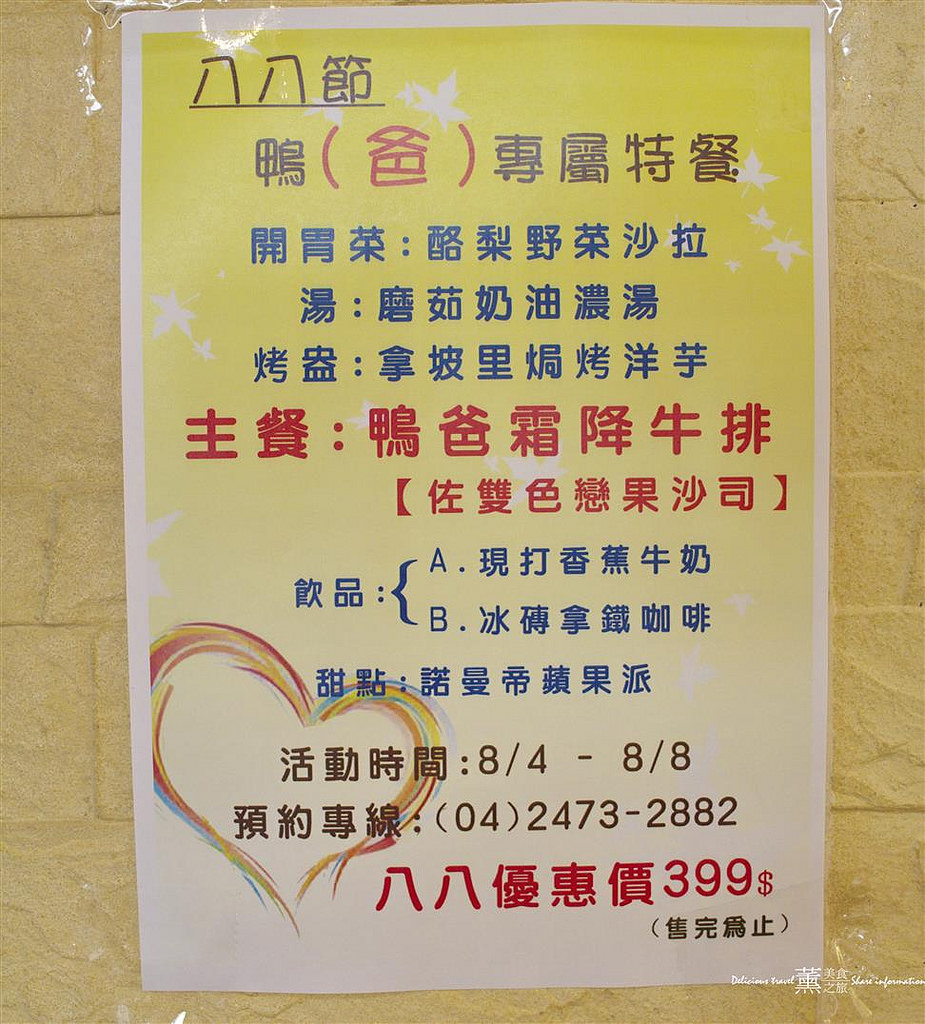 八八節
鴨(爸)專屬特餐
開胃菜:酪梨野菜沙拉
湯:磨茹奶油濃湯
烤盅:拿坡里焗烤洋芋
主餐:鴨爸霜降牛排
【佐雙色戀果沙司】
飲品:{
A.現打香蕉牛奶
B.冰磚拿鐵咖啡
甜點:諾曼帝蘋果派
活動時間:8/4 - 8/8
預約專線:(04)2473-2882
八八優惠價399$
(售完為止)
Delicious travel 薰 美食之旅 Share information